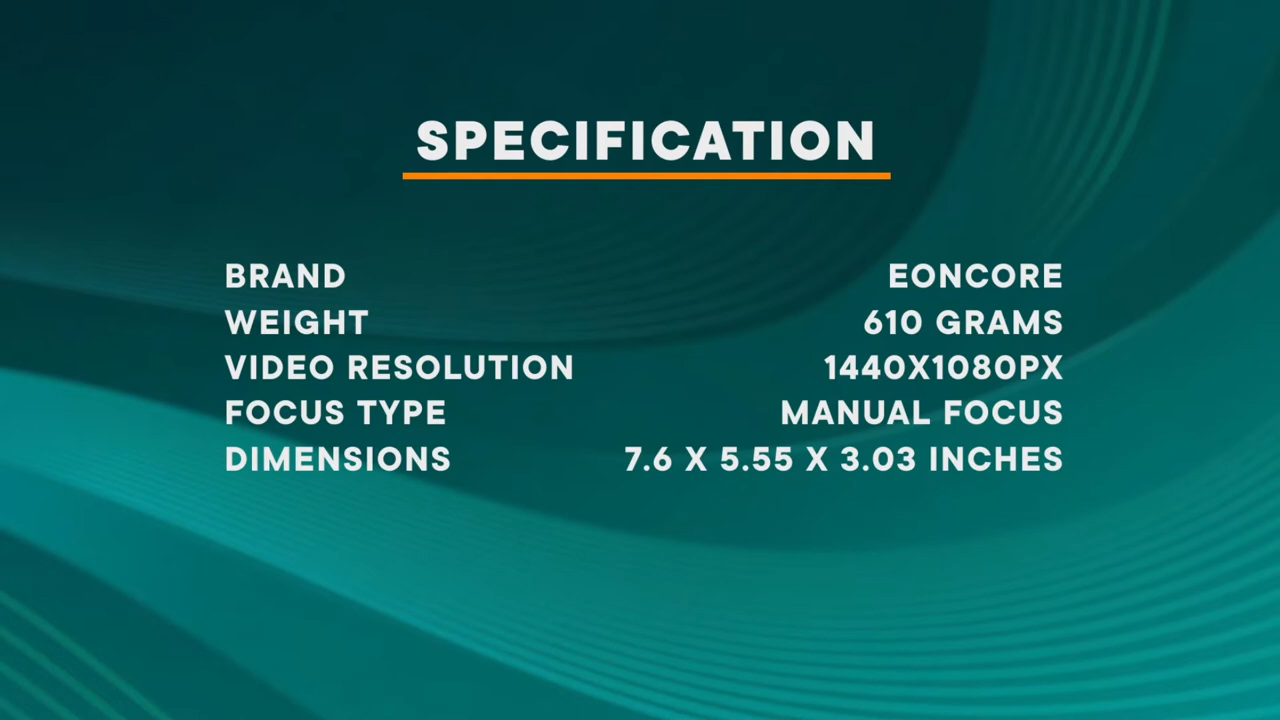 SPECIFICATION
BRAND EONCORE
WEIGHT 610 GRAMS
VIDEO RESOLUTION 1440X1080PX
FOCUS TYPE MANUAL FOCUS
DIMENSIONS 7.6 X 5.55 X 3.03 INCHES